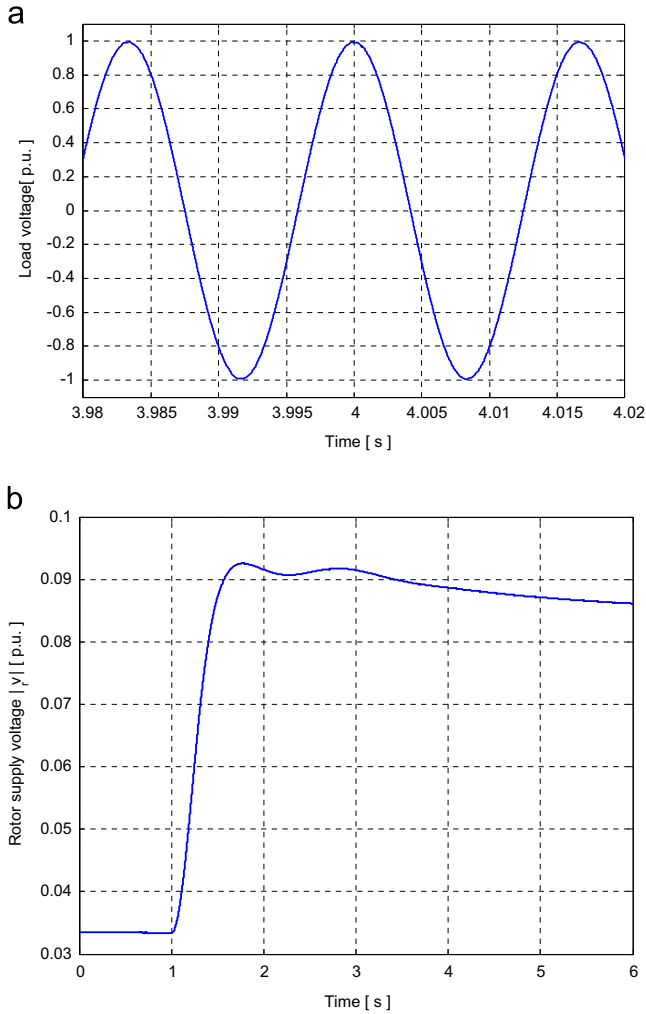 a
1
0.8
0.6
0.4
0.2
0
-0.2
-0.4
-0.6
-0.8
-1
Load voltage[ p.u. ]
3.98 3.985 3.99 3.995 4 4.005 4.01 4.015 4.02
Time [ s ]
b
0.1
0.09
0.08
0.07
0.06
0.05
0.04
0.03
Rotor supply voltage | y_r| [ p.u. ]
0 1 2 3 4 5 6
Time [ s ]